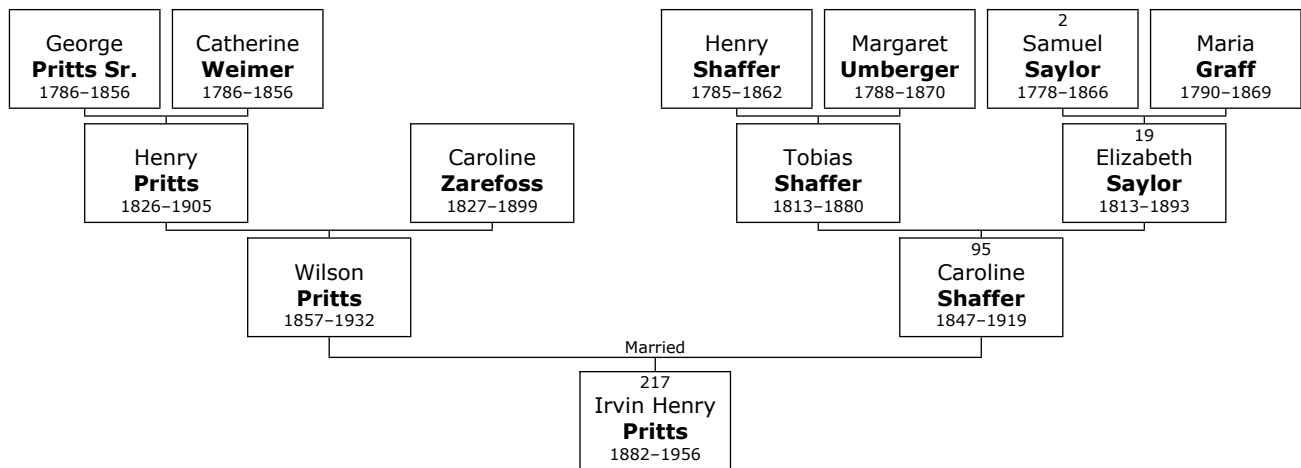 George
Pritts Sr.
1786–1856
Catherine
Weimer
1786–1856
Henry
Shaffer
1785–1862
Margaret
Umberger
1788–1870
2
Samuel
Saylor
1778–1866
Maria
Graff
1790–1869
Henry
Pritts
1826–1905
Caroline
Zarefoss
1827–1899
Tobias
Shaffer
1813–1880
19
Elizabeth
Saylor
1813–1893
Wilson
Pritts
1857–1932
95
Caroline
Shaffer
1847–1919
Married
217
Irvin Henry
Pritts
1882–1956